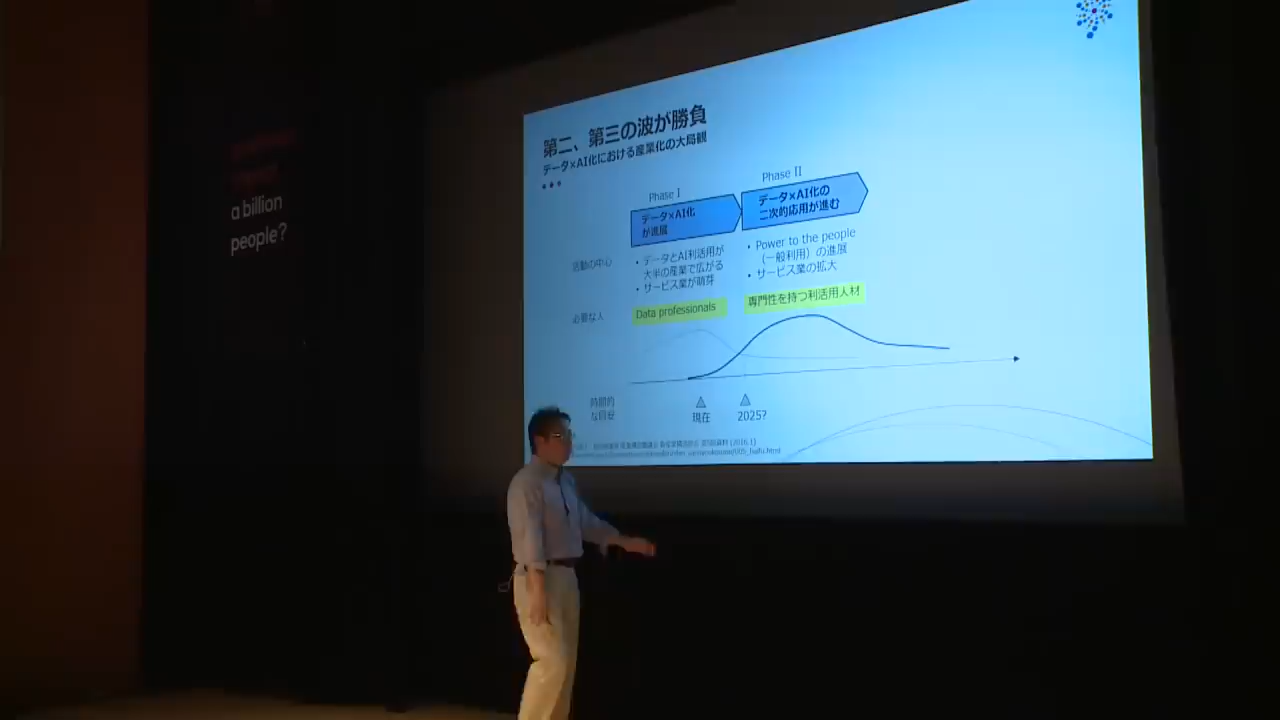 a billion
people?
第二、第三の波が勝負
データ×AI化における産業化の大局観
Phase I
Phase II
データ×AI化
が進展
データ×AI化の
二次的応用が進む
活動の中心
• データとAI利活用が
大半の産業で広がる
• サービス業が萌芽
• Power to the people
（一般利用）の進展
• サービス業の拡大
必要な人
Data professionals
専門性を持つ利活用人材
時間的
な目安
現在
2025?